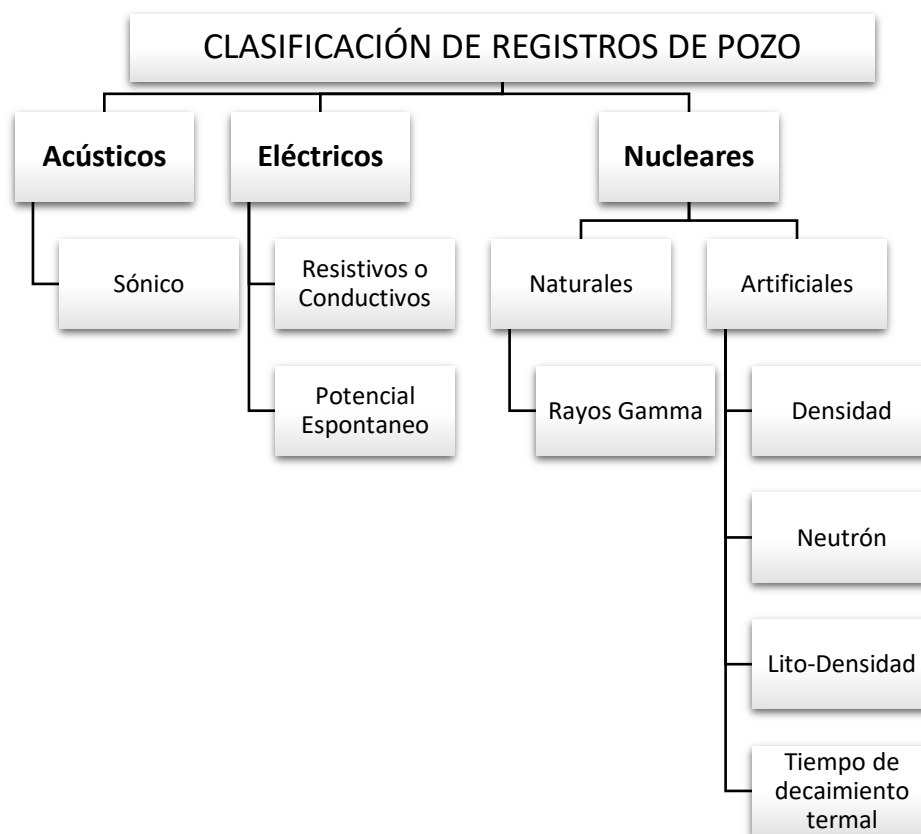 CLASIFICACIÓN DE REGISTROS DE POZO
Acústicos
Eléctricos
Nucleares
Sónico
Resistivos o
Conductivos
Naturales
Artificiales
Potencial
Espontaneo
Rayos Gamma
Densidad
Neutrón
Lito-Densidad
Tiempo de
decaimiento
termal